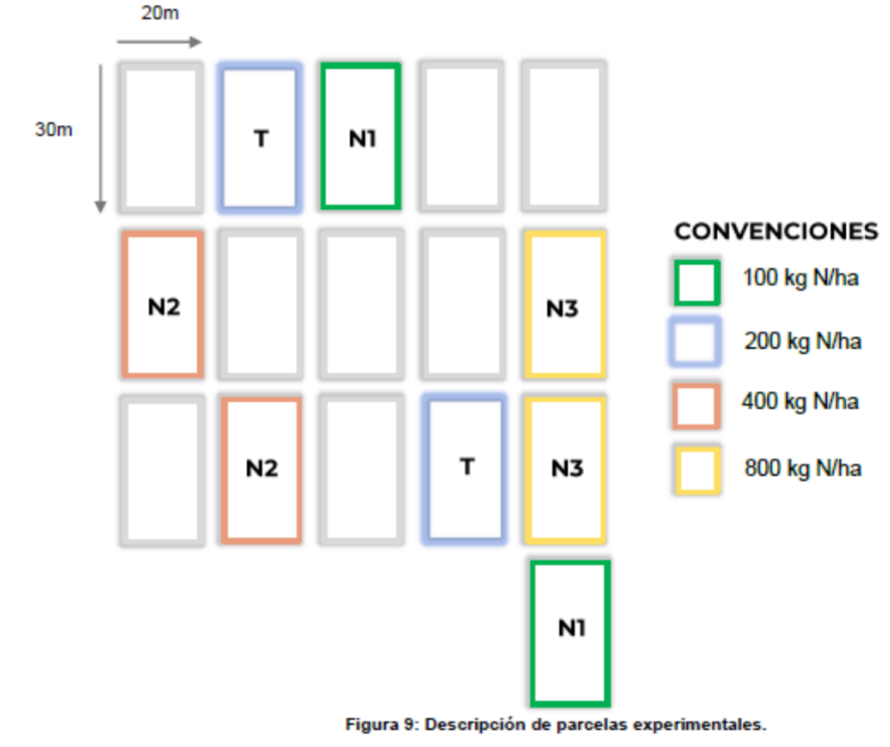 20m
30m
T
N1
N2
N3
N2
T
N3
N1
CONVENCIONES
100 kg N/ha
200 kg N/ha
400 kg N/ha
800 kg N/ha
Figura 9: Descripción de parcelas experimentales.